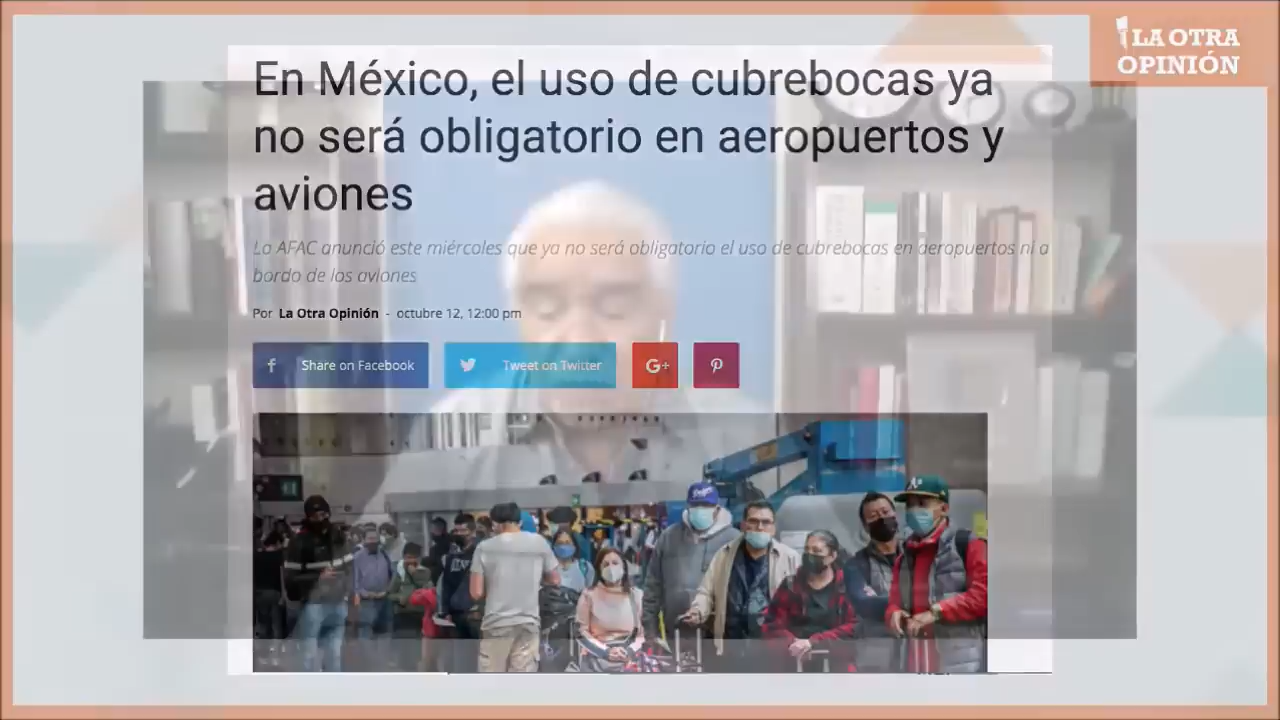 LA OTRA
OPINIÓN
En México, el uso de cubrebocas ya
no será obligatorio en aeropuertos y
aviones
La AFAC anunció este miércoles que ya no será obligatorio el uso de cubrebocas en aeropuertos ni a
bordo de los aviones
Por La Otra Opinión - octubre 12, 12:00 pm
f Share on Facebook Tweet on Twitter G+